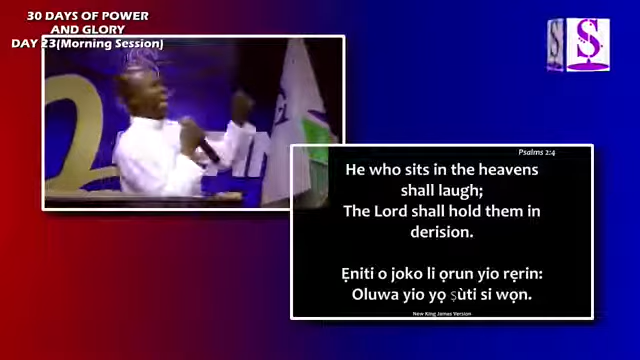 30 DAYS OF POWER
AND GLORY
DAY 23(Morning Session)
S
Psalms 2:4
He who sits in the heavens
shall laugh;
The Lord shall hold them in
derision.
Ẹniti o joko li ọrun yio rẹrin:
Oluwa yio yọ ṣùti si wọn.
New King James Version